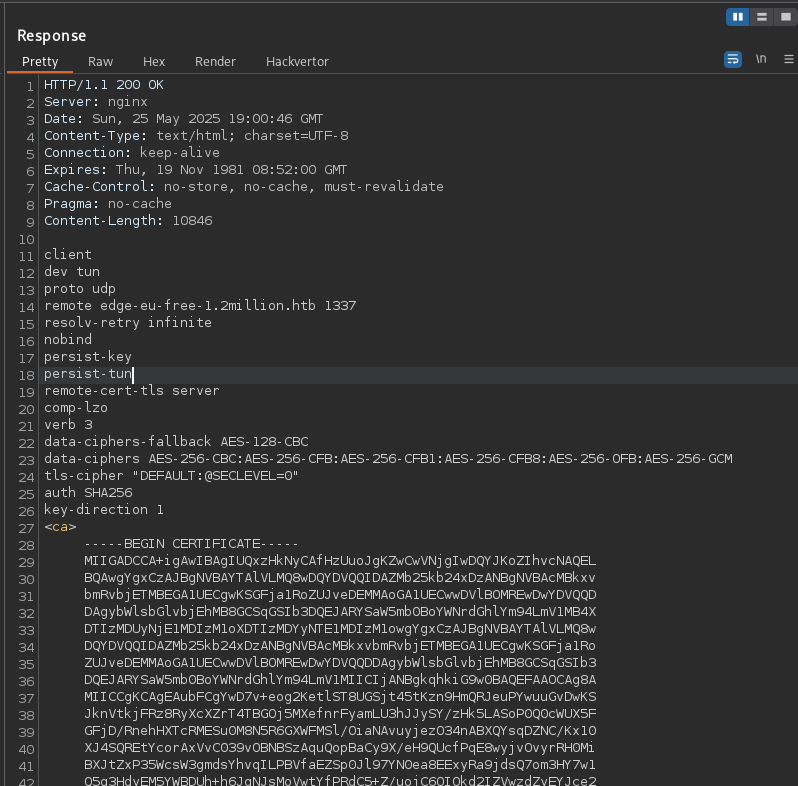 Response
Pretty Raw Hex Render Hackvertor \n
1 HTTP/1.1 200 OK
2 Server: nginx
3 Date: Sun, 25 May 2025 19:00:46 GMT
4 Content-Type: text/html; charset=UTF-8
5 Connection: keep-alive
6 Expires: Thu, 19 Nov 1981 08:52:00 GMT
7 Cache-Control: no-store, no-cache, must-revalidate
8 Pragma: no-cache
9 Content-Length: 10846
10
11 client
12 dev tun
13 proto udp
14 remote edge-eu-free-1.2million.htb 1337
15 resolv-retry infinite
16 nobind
17 persist-key
18 persist-tun
19 remote-cert-tls server
20 comp-lzo
21 verb 3
22 data-ciphers-fallback AES-128-CBC
23 data-ciphers AES-256-CBC:AES-256-CFB:AES-256-CFB1:AES-256-CFB8:AES-256-OFB:AES-256-GCM
24 tls-cipher "DEFAULT:@SECLEVEL=0"
25 auth SHA256
26 key-direction 1
27 <ca>
28 -----BEGIN CERTIFICATE-----
29 MIIGADCCA+igAwIBAgIUQxzHkNyCAfHzUuoJgKZwCwVNjgIwDQYJKoZIhvcNAQEL
30 BQAwgYgxCzAJBgNVBAYTAlVLMQ8wDQYDVQQIDAZMb25kb24xDzANBgNVBAcMBkxv
31 bmRvbjETMBEGA1UECgwKSGFja1RoZUJveDEMMAoGA1UECwwDVlBOMREwDwYDVQQD
32 DAgybWlsbGlvbjEhMB8GCSqGSIb3DQEJARYSaW5mb0BoYWNrdGhlYm94LmV1MB4X
33 DTIzMDUyNjE1MDIzM1oXDTIzMDYyNTE1MDIzM1owgYgxCzAJBgNVBAYTAlVLMQ8w
34 DQYDVQQIDAZMb25kb24xDzANBgNVBAcMBkxvbmRvbjETMBEGA1UECgwKSGFja1Ro
35 ZUJveDEMMAoGA1UECwwDVlBOMREwDwYDVQQDDAgybWlsbGlvbjEhMB8GCSqGSIb3
36 DQEJARYSaW5mb0BoYWNrdGhlYm94LmV1MIICIjANBgkqhkiG9w0BAQEFAAOCAg8A
37 MIICCgKCAgEAubFCgYwD7v+eog2KetlST8UGSjt45tKzn9HmQRJeuPYwuuGvDwKS
38 JknVtkjFRz8RyXcXZrT4TBGOj5MXefnrFyamLU3hJJySY/zHk5LASoP0Q0cWUX5F
39 GFjD/RnehHXTcRMESu0M8N5R6GXWFMSl/OiaNAvuyjezO34nABXQYsqDZNC/Kx1O
40 XJ4SQREtYcorAxVvC039vOBNBSzAquQopBaCy9X/eH9QUcfPqE8wyjvOvyrRH0Mi
41 BXJtZxP35WcsW3gmdsYhvqILPBVfaEZSp0Jl97YN0ea8EExyRa9jdsQ7om3HY7w1